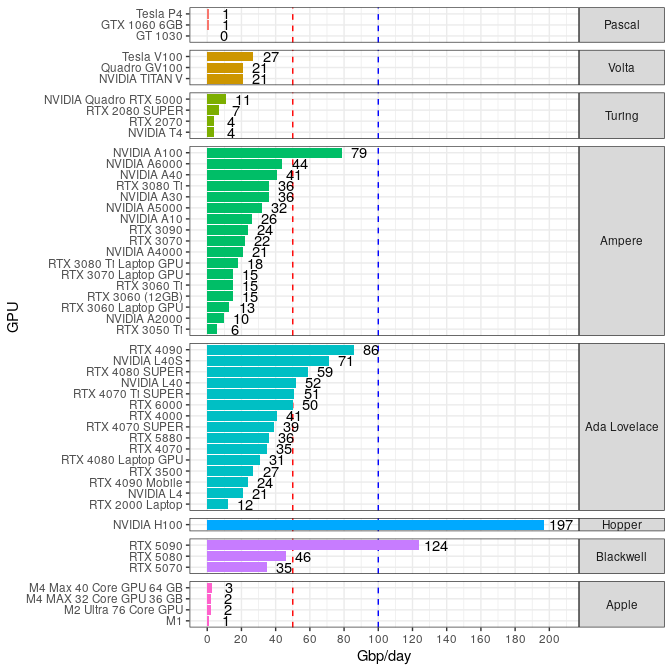 Tesla P4 1
GTX 1060 6GB 1
GT 1030 0
Pascal
Tesla V100 27
Quadro GV100 21
NVIDIA TITAN V 21
Volta
NVIDIA Quadro RTX 5000 11
RTX 2080 SUPER 7
RTX 2070 4
NVIDIA T4 4
Turing
NVIDIA A100 79
NVIDIA A6000 44
NVIDIA A40 41
RTX 3080 Ti 36
NVIDIA A30 36
NVIDIA A5000 32
NVIDIA A10 26
RTX 3090 24
RTX 3070 22
NVIDIA A4000 21
RTX 3080 Ti Laptop GPU 18
RTX 3070 Laptop GPU 15
RTX 3060 Ti 15
RTX 3060 (12GB) 15
RTX 3060 Laptop GPU 13
NVIDIA A2000 10
RTX 3050 Ti 6
Ampere
GPU
RTX 4090 86
NVIDIA L40S 71
RTX 4080 SUPER 59
NVIDIA L40 52
RTX 4070 Ti SUPER 51
RTX 6000 50
RTX 4000 41
RTX 4070 SUPER 39
RTX 5880 36
RTX 4070 35
RTX 4080 Laptop GPU 31
RTX 3500 27
RTX 4090 Mobile 24
NVIDIA L4 21
RTX 2000 Laptop 12
Ada Lovelace
NVIDIA H100 197
Hopper
RTX 5090 124
RTX 5080 46
RTX 5070 35
Blackwell
M4 Max 40 Core GPU 64 GB 3
M4 MAX 32 Core GPU 36 GB 2
M2 Ultra 76 Core GPU 2
M1 1
Apple
0 20 40 60 80 100 120 140 160 180 200
Gbp/day